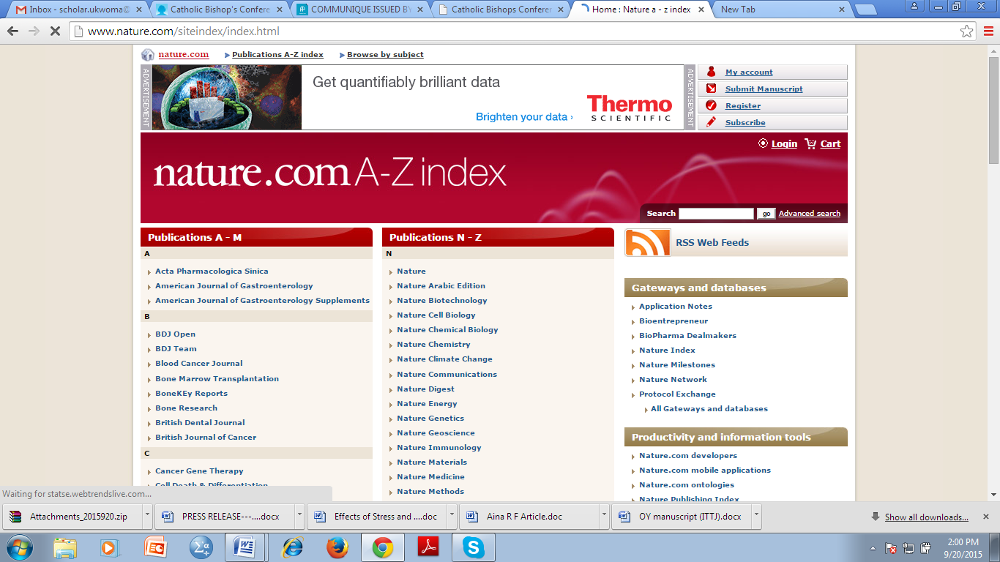 Inbox - scholar.ukwoma@
Catholic Bishop's Confere
COMMUNIQUE ISSUED BY
Catholic Bishops Conferen
Home : Nature a - z index
New Tab
www.nature.com/siteindex/index.html
nature.com
Publications A-Z index
Browse by subject
ADVERTISEMENT
Get quantifiably brilliant data
Brighten your data ›
Thermo
SCIENTIFIC
ADVERTISEMENT
My account
Submit Manuscript
Register
Subscribe
Login
Cart
nature.com A-Z index
Search
go
Advanced search
Publications A - M
A
Acta Pharmacologica Sinica
American Journal of Gastroenterology
American Journal of Gastroenterology Supplements
B
BDJ Open
BDJ Team
Blood Cancer Journal
Bone Marrow Transplantation
BoneKEy Reports
Bone Research
British Dental Journal
British Journal of Cancer
C
Cancer Gene Therapy
Cell Death & Differentiation
Publications N - Z
N
Nature
Nature Arabic Edition
Nature Biotechnology
Nature Cell Biology
Nature Chemical Biology
Nature Chemistry
Nature Climate Change
Nature Communications
Nature Digest
Nature Energy
Nature Genetics
Nature Geoscience
Nature Immunology
Nature Materials
Nature Medicine
Nature Methods
RSS Web Feeds
Gateways and databases
Application Notes
Bioentrepreneur
BioPharma Dealmakers
Nature Index
Nature Milestones
Nature Network
Protocol Exchange
All Gateways and databases
Productivity and information tools
Nature.com developers
Nature.com mobile applications
Nature.com ontologies
Nature Publishing Index
Waiting for statse.webtrendslive.com...
Attachments_2015920.zip
PRESS RELEASE---....docx
Effects of Stress and ....doc
Aina R F Article.doc
OY manuscript (ITTJ).docx
Show all downloads...
2:00 PM
9/20/2015